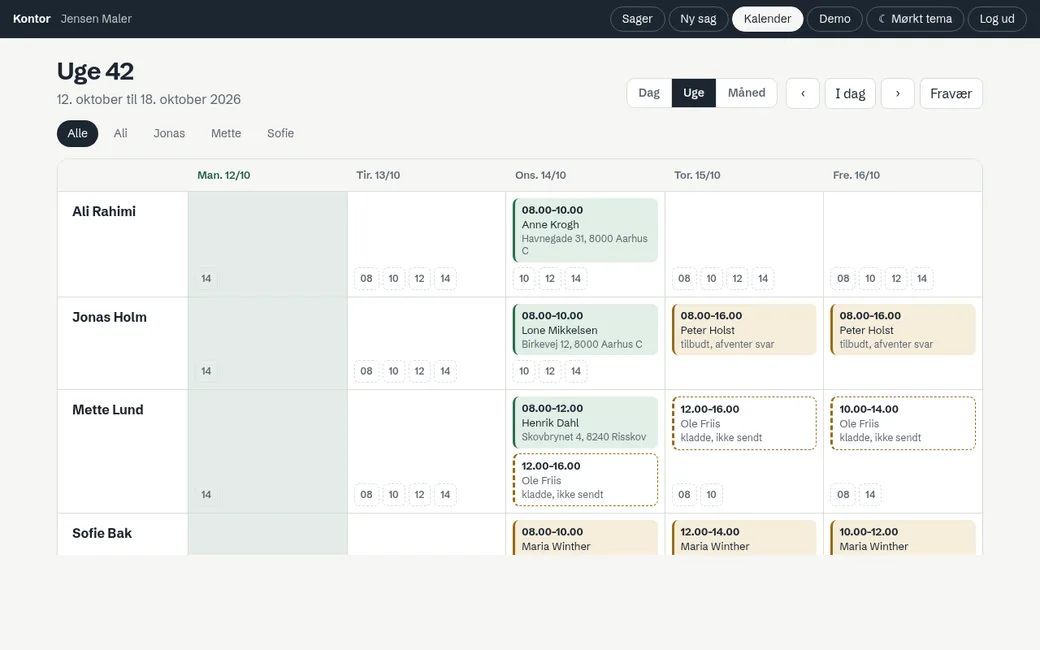 Kontor Jensen Maler Sager Ny sag Kalender Demo ☾ Mørkt tema Log ud
Uge 42
12. oktober til 18. oktober 2026
Dag Uge Måned ‹ I dag › Fravær
Alle Ali Jonas Mette Sofie
Man. 12/10 Tir. 13/10 Ons. 14/10 Tor. 15/10 Fre. 16/10
Ali Rahimi
08.00-10.00
Anne Krogh
Havnegade 31, 8000 Aarhus
C
14 08 10 12 14 10 12 14 08 10 12 14 08 10 12 14
Jonas Holm
08.00-10.00 08.00-16.00 08.00-16.00
Lone Mikkelsen Peter Holst Peter Holst
Birkevej 12, 8000 Aarhus C tilbudt, afventer svar tilbudt, afventer svar
14 08 10 12 14 10 12 14
Mette Lund
08.00-12.00 12.00-16.00 10.00-14.00
Henrik Dahl Ole Friis Ole Friis
Skovbrynet 4, 8240 Risskov kladde, ikke sendt kladde, ikke sendt
12.00-16.00
Ole Friis
kladde, ikke sendt
14 08 10 12 14 08 10 08 14
Sofie Bak
08.00-10.00 12.00-14.00 10.00-12.00
Maria Winther Maria Winther Maria Winther